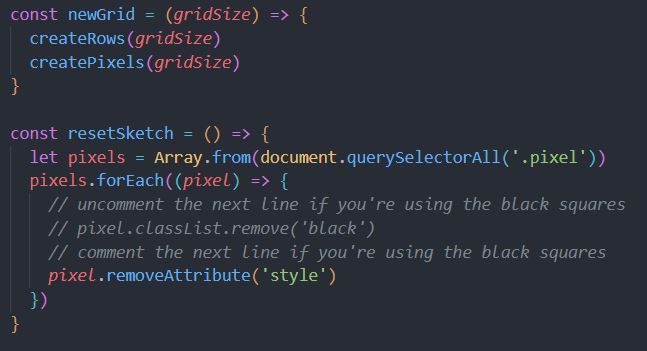 const newGrid = (gridSize) => {
  createRows(gridSize)
  createPixels(gridSize)
}

const resetSketch = () => {
  let pixels = Array.from(document.querySelectorAll('.pixel'))
  pixels.forEach((pixel) => {
    // uncomment the next line if you're using the black squares
    // pixel.classList.remove('black')
    // comment the next line if you're using the black squares
    pixel.removeAttribute('style')
  })
}